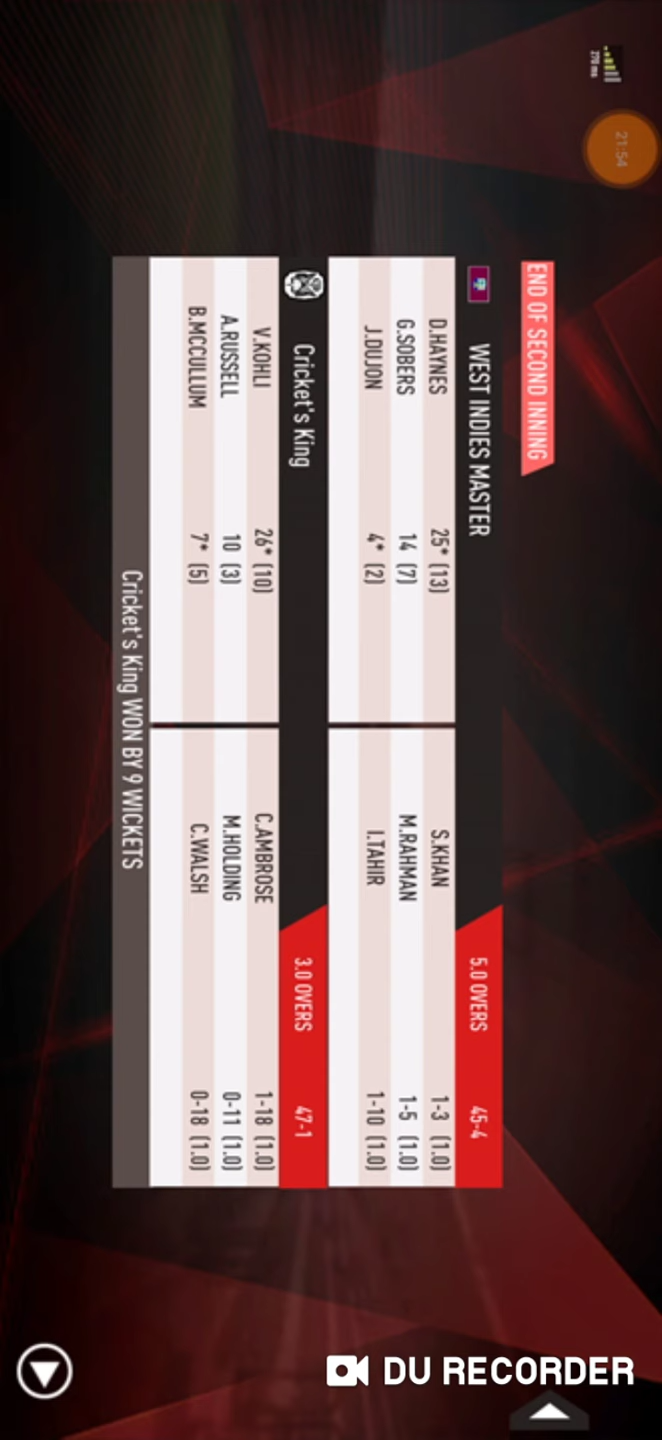 270 ms
21:54
END OF SECOND INNING
WEST INDIES MASTER 5.0 OVERS 45-4
D.HAYNES 25* (13) S.KHAN 1-3 (1.0)
G.SOBERS 14 (7) M.RAHMAN 1-5 (1.0)
J.DUJON 4* (2) I.TAHIR 1-10 (1.0)
Cricket's King 3.0 OVERS 47-1
V.KOHLI 26* (10) C.AMBROSE 1-18 (1.0)
A.RUSSELL 10 (3) M.HOLDING 0-11 (1.0)
B.MCCULLUM 7* (5) C.WALSH 0-18 (1.0)
Cricket's King WON BY 9 WICKETS
DU RECORDER